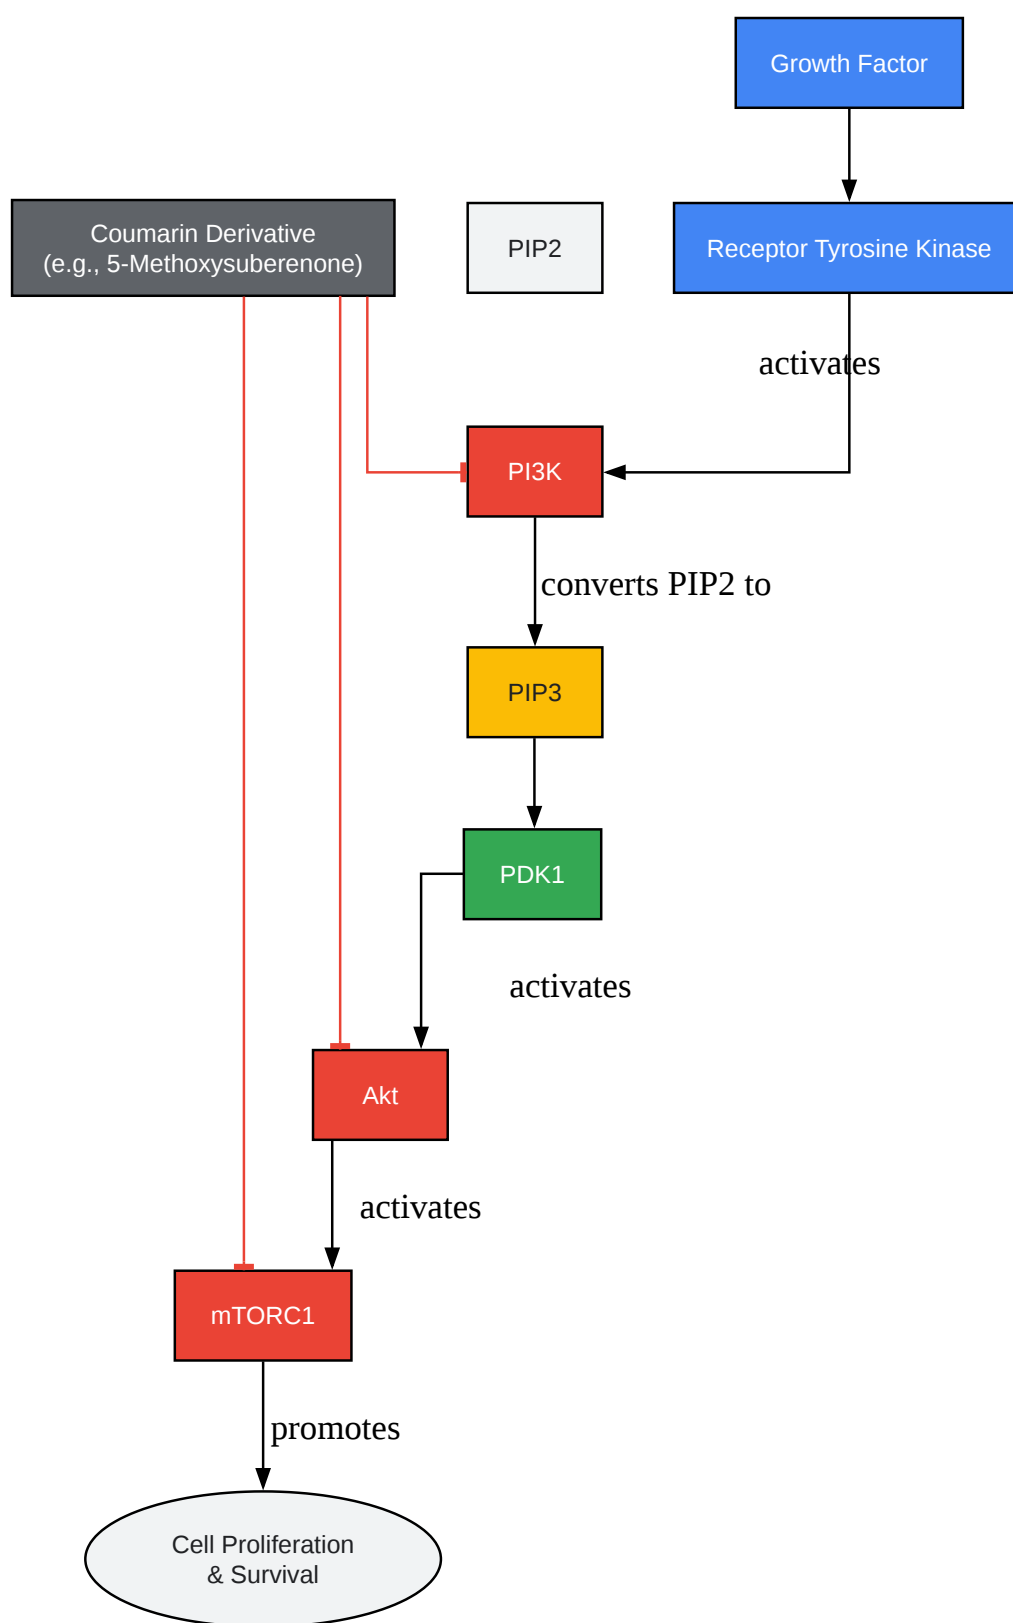 Growth Factor
Coumarin Derivative
(e.g., 5-Methoxysuberenone)
PIP2
Receptor Tyrosine Kinase
activates
PI3K
converts PIP2 to
PIP3
PDK1
activates
Akt
activates
mTORC1
promotes
Cell Proliferation
& Survival